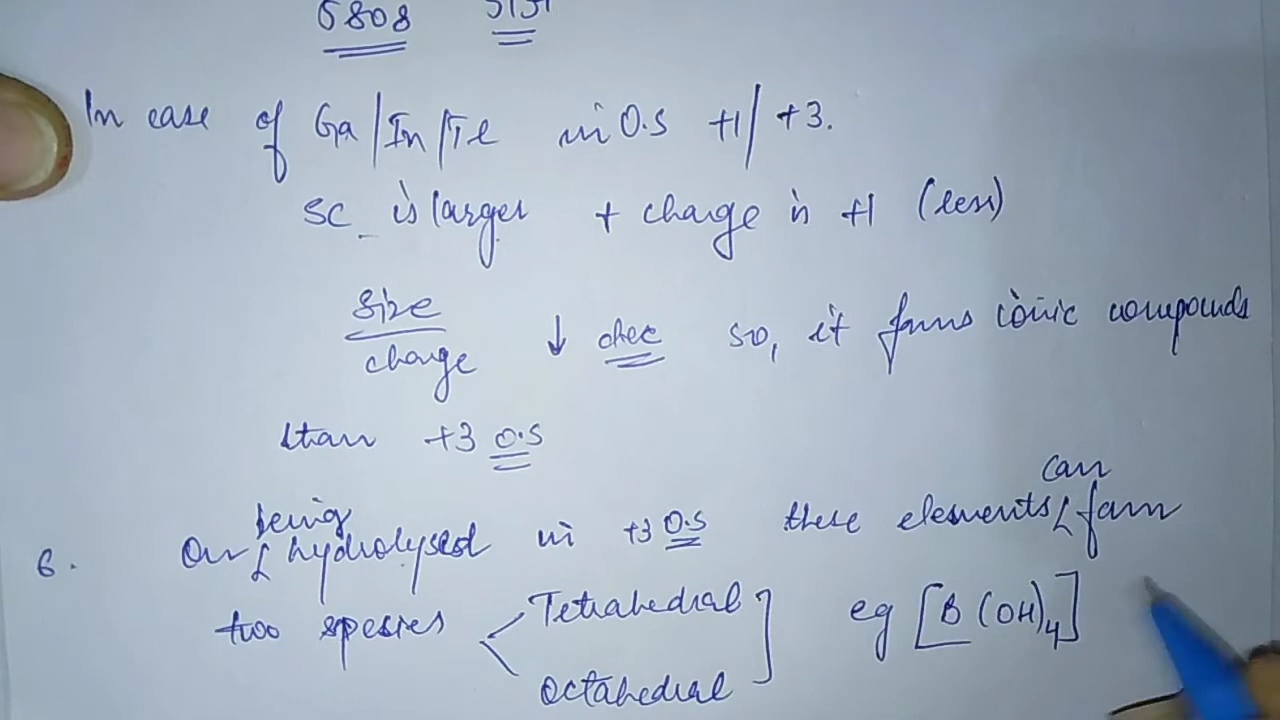 6808
In case of Ga/In/Tl in O.S +1/+3.
SC is larger + charge is +1 (less)
size
charge ↓ dec so, it forms ionic compounds
than +3 O.S
being can
6. On hydrolysed in +3 O.S these elements form
two species Tetrahedral eg [B(OH)4]
Octahedral